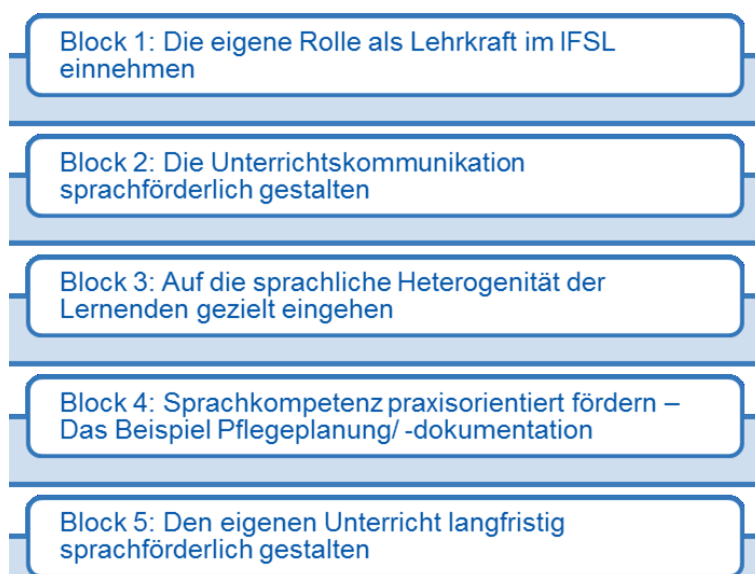 Block 1: Die eigene Rolle als Lehrkraft im IFSL
einnehmen
Block 2: Die Unterrichtskommunikation
sprachförderlich gestalten
Block 3: Auf die sprachliche Heterogenität der
Lernenden gezielt eingehen
Block 4: Sprachkompetenz praxisorientiert fördern –
Das Beispiel Pflegeplanung/ -dokumentation
Block 5: Den eigenen Unterricht langfristig
sprachförderlich gestalten